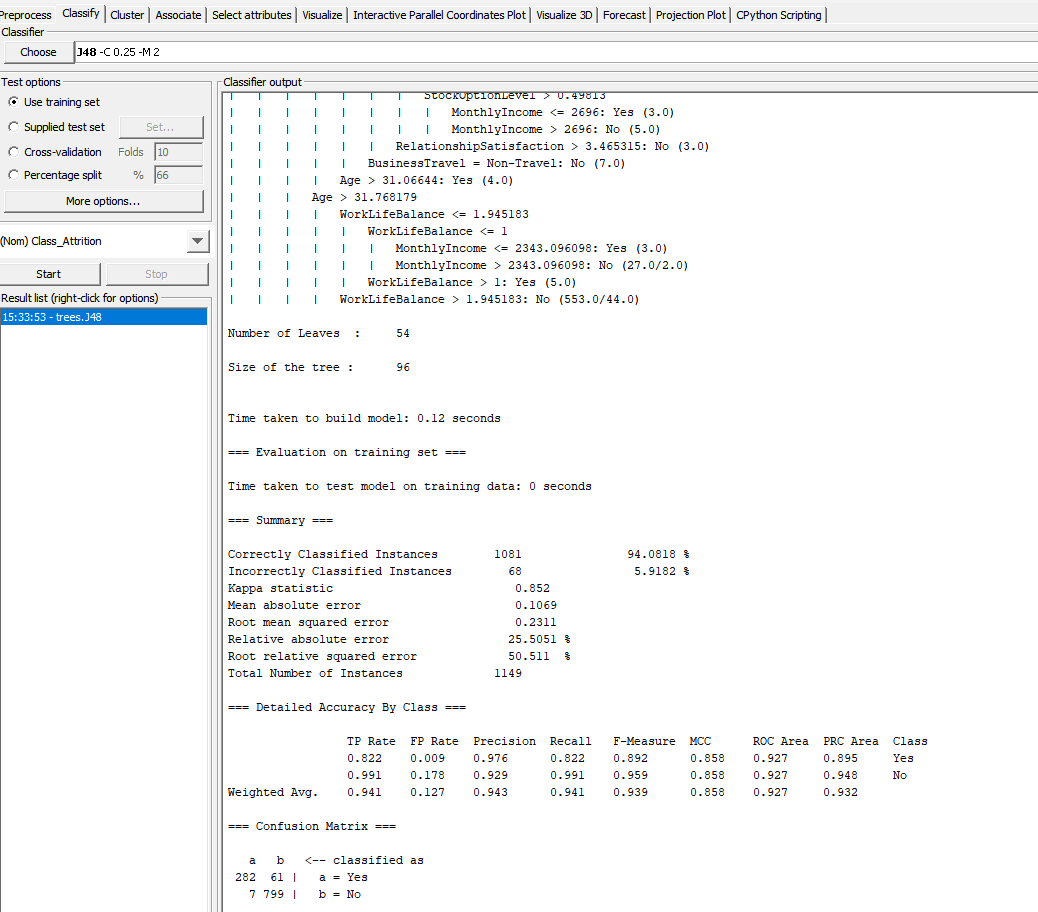 Preprocess Classify Cluster Associate Select attributes Visualize Interactive Parallel Coordinates Plot Visualize 3D Forecast Projection Plot CPython Scripting
Classifier
Choose J48 -C 0.25 -M 2
Test options
Use training set
Supplied test set Set...
Cross-validation Folds 10
Percentage split % 66
More options...
(Nom) Class_Attrition
Start Stop
Result list (right-click for options)
15:33:53 - trees.J48
Classifier output
| | | | | | | StockOptionLevel > 0.49813
| | | | | | | | MonthlyIncome <= 2696: Yes (3.0)
| | | | | | | | MonthlyIncome > 2696: No (5.0)
| | | | | | RelationshipSatisfaction > 3.465315: No (3.0)
| | | | | BusinessTravel = Non-Travel: No (7.0)
| | | | Age > 31.06644: Yes (4.0)
| | | Age > 31.768179
| | | | WorkLifeBalance <= 1.945183
| | | | | WorkLifeBalance <= 1
| | | | | | MonthlyIncome <= 2343.096098: Yes (3.0)
| | | | | | MonthlyIncome > 2343.096098: No (27.0/2.0)
| | | | | WorkLifeBalance > 1: Yes (5.0)
| | | | WorkLifeBalance > 1.945183: No (553.0/44.0)
Number of Leaves : 54
Size of the tree : 96
Time taken to build model: 0.12 seconds
=== Evaluation on training set ===
Time taken to test model on training data: 0 seconds
=== Summary ===
Correctly Classified Instances 1081 94.0818 %
Incorrectly Classified Instances 68 5.9182 %
Kappa statistic 0.852
Mean absolute error 0.1069
Root mean squared error 0.2311
Relative absolute error 25.5051 %
Root relative squared error 50.511 %
Total Number of Instances 1149
=== Detailed Accuracy By Class ===
TP Rate FP Rate Precision Recall F-Measure MCC ROC Area PRC Area Class
0.822 0.009 0.976 0.822 0.892 0.858 0.927 0.895 Yes
0.991 0.178 0.929 0.991 0.959 0.858 0.927 0.948 No
Weighted Avg. 0.941 0.127 0.943 0.941 0.939 0.858 0.927 0.932
=== Confusion Matrix ===
a b <-- classified as
282 61 | a = Yes
7 799 | b = No